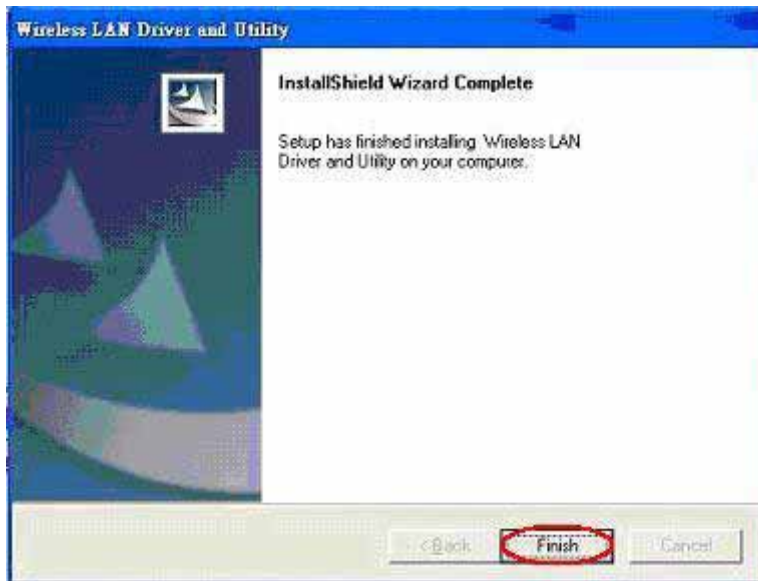 Wireless LAN Driver and Utility
InstallShield Wizard Complete
Setup has finished installing Wireless LAN
Driver and Utility on your computer.
< Back
Finish
Cancel